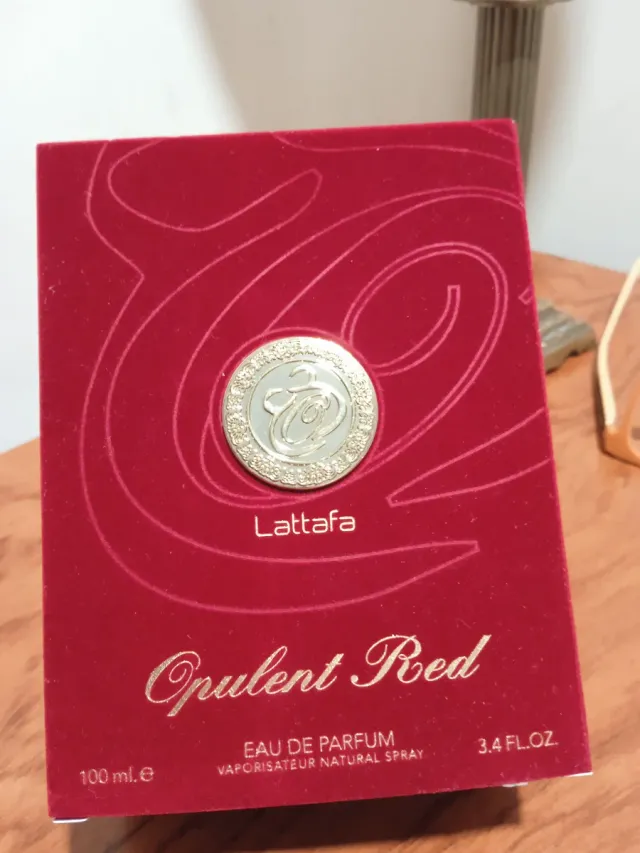 Lattafa
Opulent Red
EAU DE PARFUM
VAPORISATEUR NATURAL SPRAY
100 ml. ℮
3.4 FL.OZ.